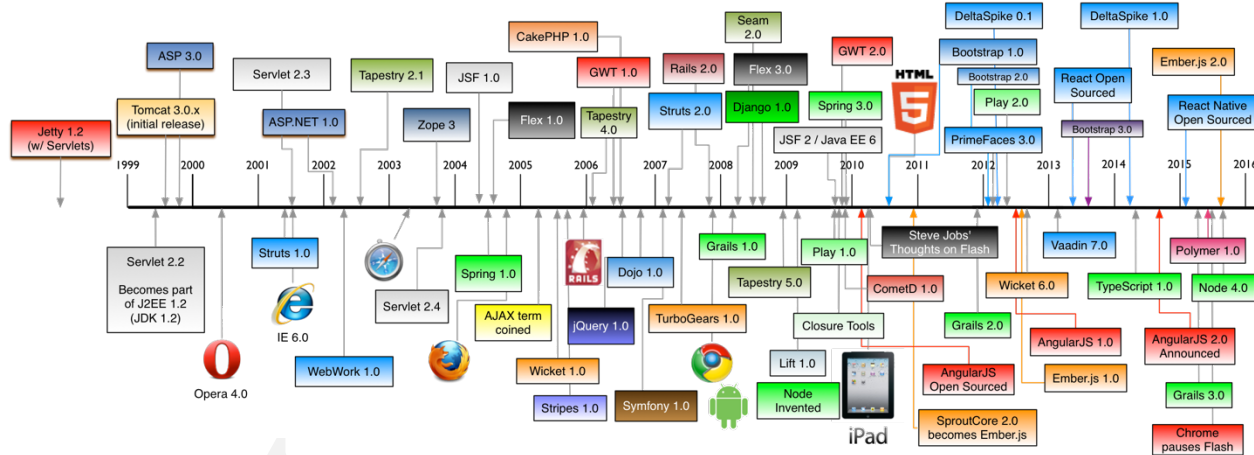 Seam
2.0
DeltaSpike 0.1
DeltaSpike 1.0
CakePHP 1.0
ASP 3.0
GWT 2.0
Bootstrap 1.0
Servlet 2.3
Tapestry 2.1
JSF 1.0
GWT 1.0
Rails 2.0
Flex 3.0
HTML
5
Bootstrap 2.0
React Open
Sourced
Ember.js 2.0
Tomcat 3.0.x
(initial release)
Tapestry
4.0
Struts 2.0
Django 1.0
Spring 3.0
Play 2.0
React Native
Open Sourced
ASP.NET 1.0
Zope 3
Flex 1.0
Jetty 1.2
(w/ Servlets)
JSF 2 / Java EE 6
PrimeFaces 3.0
Bootstrap 3.0
1999
2000
2001
2002
2003
2004
2005
2006
2007
2008
2009
2010
2011
2012
2013
2014
2015
2016
Servlet 2.2
Becomes part
of J2EE 1.2
(JDK 1.2)
Struts 1.0
IE 6.0
Opera 4.0
WebWork 1.0
Servlet 2.4
Spring 1.0
AJAX term
coined
Wicket 1.0
Stripes 1.0
RAILS
jQuery 1.0
Dojo 1.0
Symfony 1.0
TurboGears 1.0
Grails 1.0
Tapestry 5.0
Lift 1.0
Node
Invented
Play 1.0
Closure Tools
CometD 1.0
iPad
Steve Jobs'
Thoughts on Flash
AngularJS
Open Sourced
SproutCore 2.0
becomes Ember.js
Grails 2.0
Wicket 6.0
AngularJS 1.0
Ember.js 1.0
Vaadin 7.0
TypeScript 1.0
AngularJS 2.0
Announced
Polymer 1.0
Node 4.0
Grails 3.0
Chrome
pauses Flash